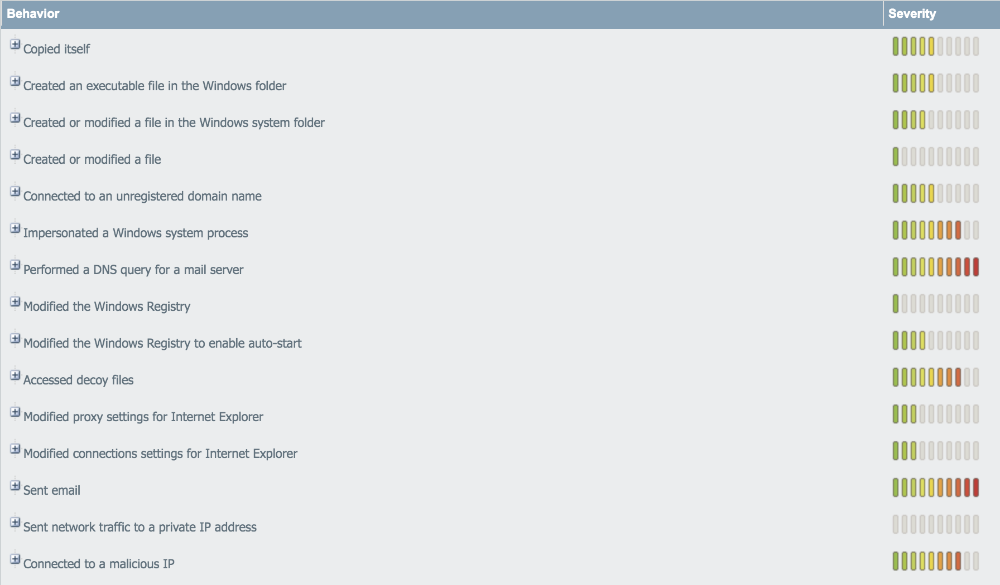 Behavior Severity
Copied itself
Created an executable file in the Windows folder
Created or modified a file in the Windows system folder
Created or modified a file
Connected to an unregistered domain name
Impersonated a Windows system process
Performed a DNS query for a mail server
Modified the Windows Registry
Modified the Windows Registry to enable auto-start
Accessed decoy files
Modified proxy settings for Internet Explorer
Modified connections settings for Internet Explorer
Sent email
Sent network traffic to a private IP address
Connected to a malicious IP